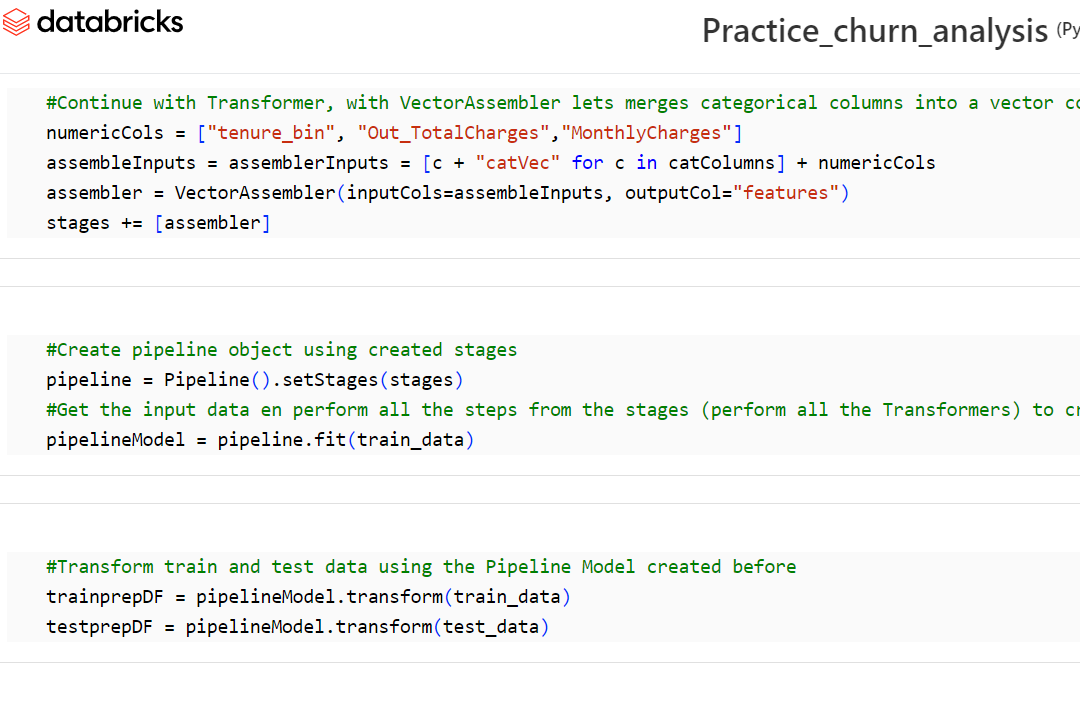 databricks
Practice_churn_analysis (Py
#Continue with Transformer, with VectorAssembler lets merges categorical columns into a vector co
numericCols = ["tenure_bin", "Out_TotalCharges","MonthlyCharges"]
assembleInputs = assemblerInputs = [c + "catVec" for c in catColumns] + numericCols
assembler = VectorAssembler(inputCols=assembleInputs, outputCol="features")
stages += [assembler]
#Create pipeline object using created stages
pipeline = Pipeline().setStages(stages)
#Get the input data en perform all the steps from the stages (perform all the Transformers) to cr
pipelineModel = pipeline.fit(train_data)
#Transform train and test data using the Pipeline Model created before
trainprepDF = pipelineModel.transform(train_data)
testprepDF = pipelineModel.transform(test_data)